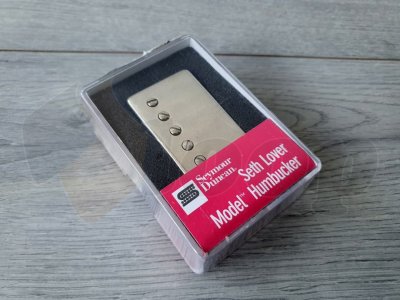 Seymour
Duncan.
Seth Lover
Model™ Humbucker